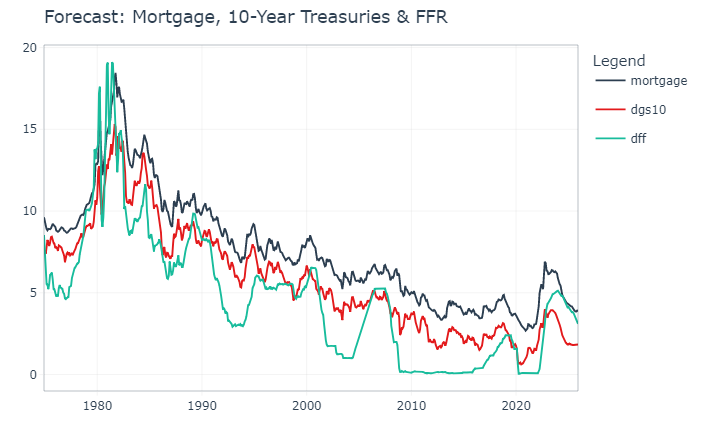 Forecast: Mortgage, 10-Year Treasuries & FFR
20
15
10
5
0
1980
1990
2000
2010
2020
Legend
mortgage
dgs10
dff